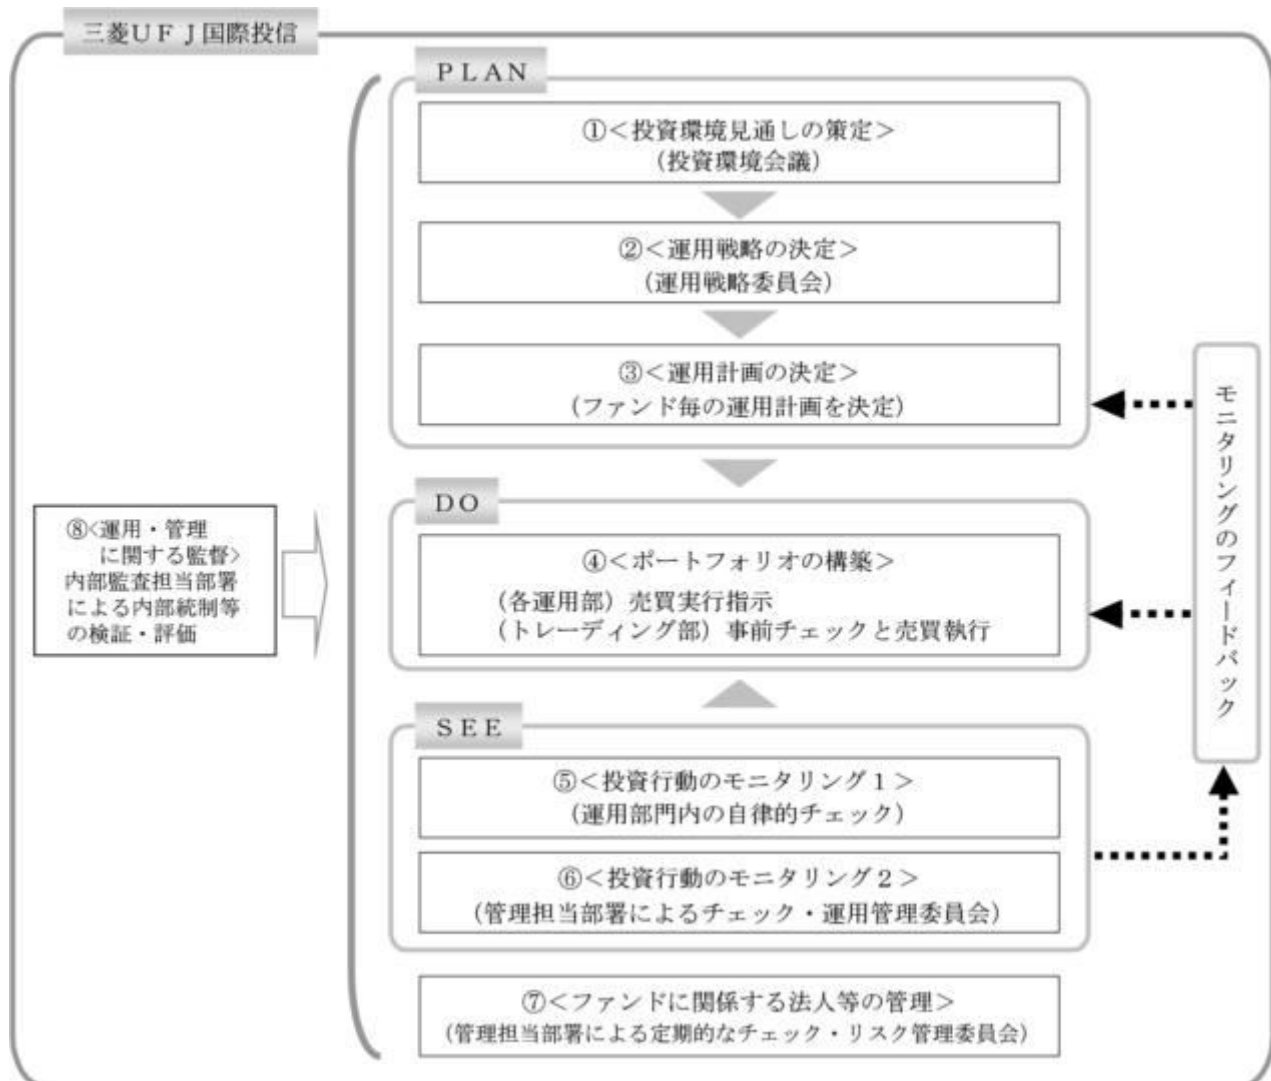 三菱ＵＦＪ国際投信
ＰＬＡＮ
①＜投資環境見通しの策定＞
（投資環境会議）
②＜運用戦略の決定＞
（運用戦略委員会）
③＜運用計画の決定＞
（ファンド毎の運用計画を決定）
ＤＯ
④＜ポートフォリオの構築＞
（各運用部）売買実行指示
（トレーディング部）事前チェックと売買執行
ＳＥＥ
⑤＜投資行動のモニタリング１＞
（運用部門内の自律的チェック）
⑥＜投資行動のモニタリング２＞
（管理担当部署によるチェック・運用管理委員会）
⑦＜ファンドに関係する法人等の管理＞
（管理担当部署による定期的なチェック・リスク管理委員会）
⑧<運用・管理
に関する監督>
内部監査担当部署
による内部統制等
の検証・評価
モニタリングのフィードバック